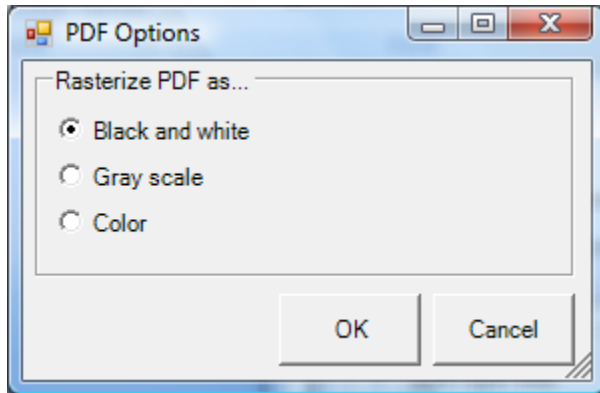 PDF Options
Rasterize PDF as...
Black and white
Gray scale
Color
OK Cancel